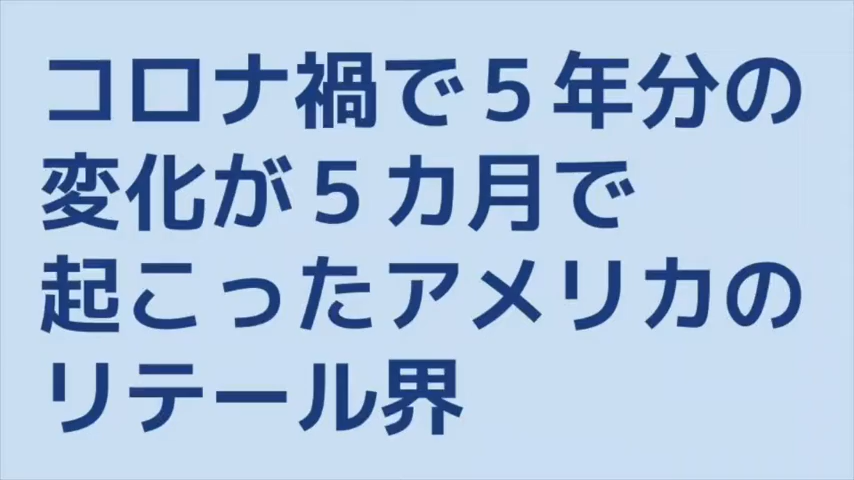 コロナ禍で５年分の
変化が５カ月で
起こったアメリカの
リテール界